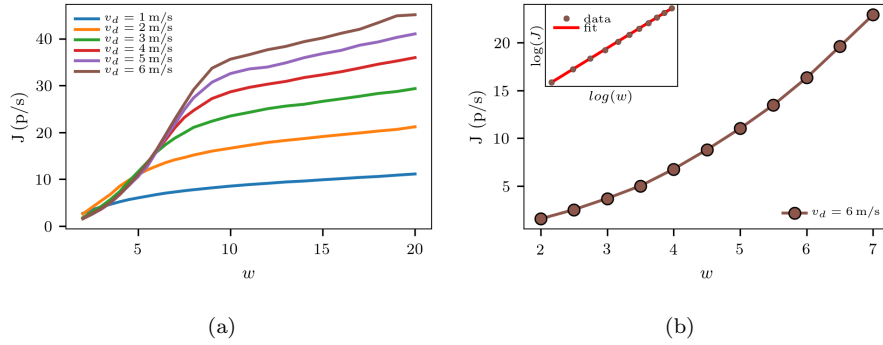 v_d = 1 m/s
v_d = 2 m/s
v_d = 3 m/s
v_d = 4 m/s
v_d = 5 m/s
v_d = 6 m/s
J (p/s)
40
30
20
10
0
5
10
15
20
w
(a)
data
fit
log(J)
log(w)
J (p/s)
20
15
10
5
v_d = 6 m/s
2
3
4
5
6
7
w
(b)